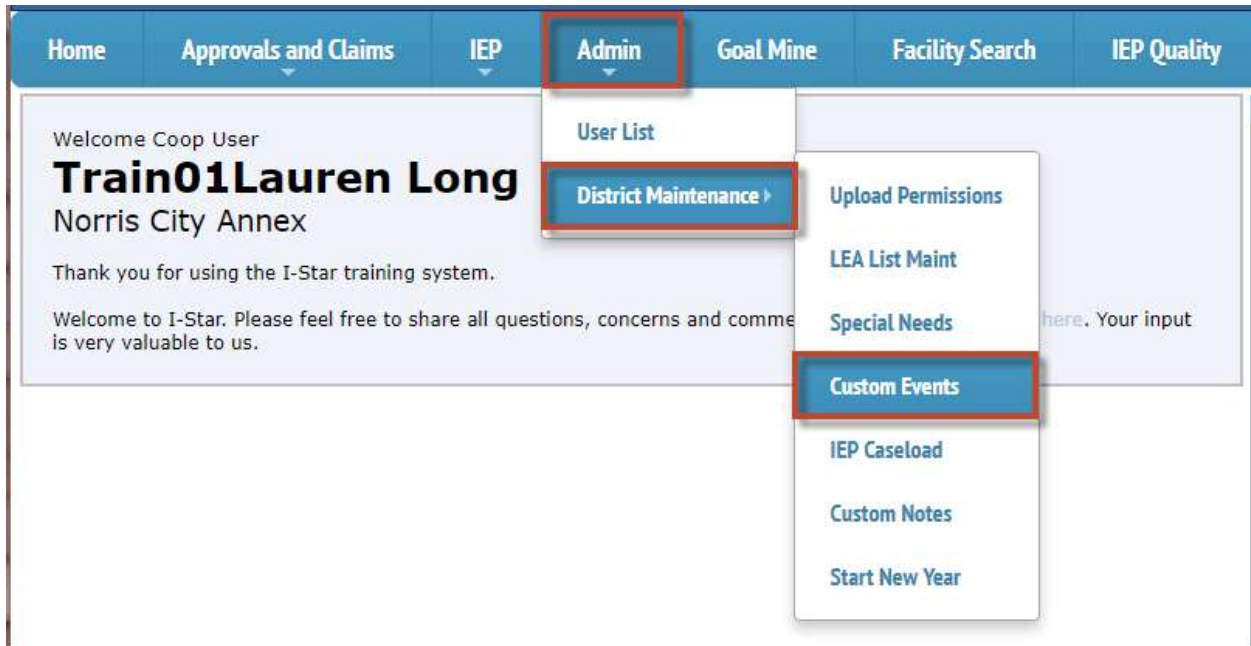 Home Approvals and Claims IEP Admin Goal Mine Facility Search IEP Quality
Welcome Coop User
Train01Lauren Long
Norris City Annex
Thank you for using the I-Star training system.
Welcome to I-Star. Please feel free to share all questions, concerns and comme here. Your input
is very valuable to us.
User List
District Maintenance
Upload Permissions
LEA List Maint
Special Needs
Custom Events
IEP Caseload
Custom Notes
Start New Year